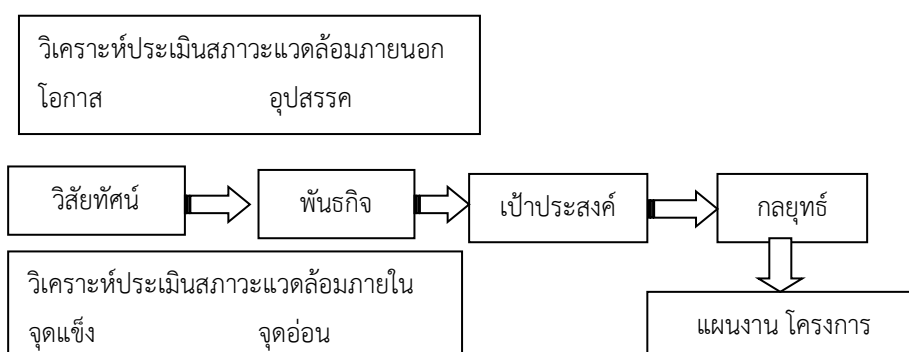 วิเคราะห์ประเมินสภาวะแวดล้อมภายนอก
โอกาส อุปสรรค
วิสัยทัศน์
พันธกิจ
เป้าประสงค์
กลยุทธ์
วิเคราะห์ประเมินสภาวะแวดล้อมภายใน
จุดแข็ง จุดอ่อน
แผนงาน โครงการ